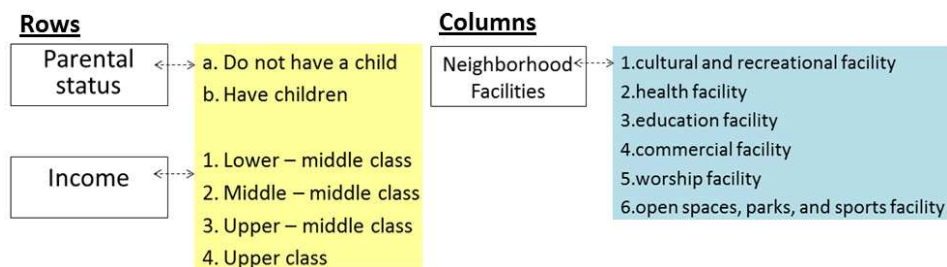 Rows
Parental
status
a. Do not have a child
b. Have children
Income
1. Lower – middle class
2. Middle – middle class
3. Upper – middle class
4. Upper class
Columns
Neighborhood
Facilities
1.cultural and recreational facility
2.health facility
3.education facility
4.commercial facility
5.worship facility
6.open spaces, parks, and sports facility